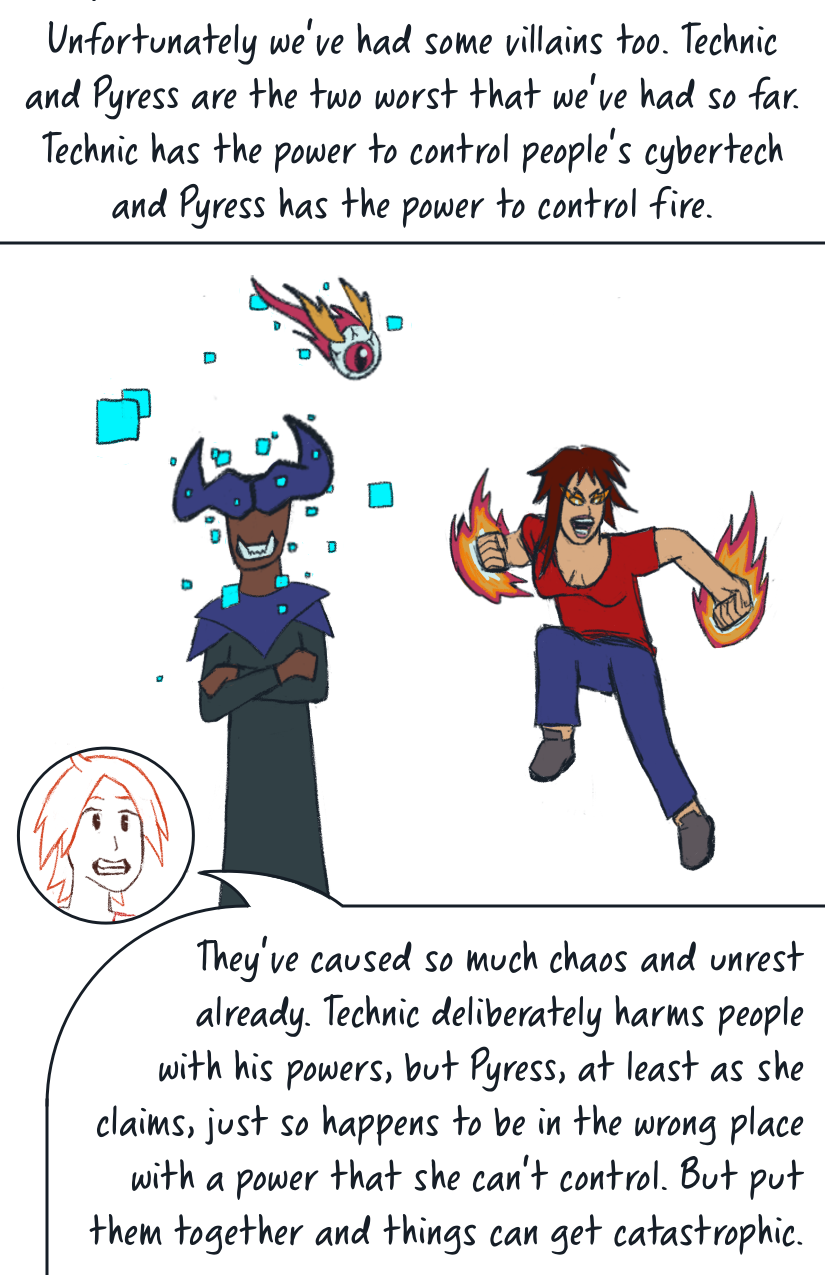 Unfortunately we've had some villains too. Technic
and Pyress are the two worst that we've had so far.
Technic has the power to control people's cybertech
and Pyress has the power to control fire.
They've caused so much chaos and unrest
already. Technic deliberately harms people
with his powers, but Pyress, at least as she
claims, just so happens to be in the wrong place
with a power that she can't control. But put
them together and things can get catastrophic.